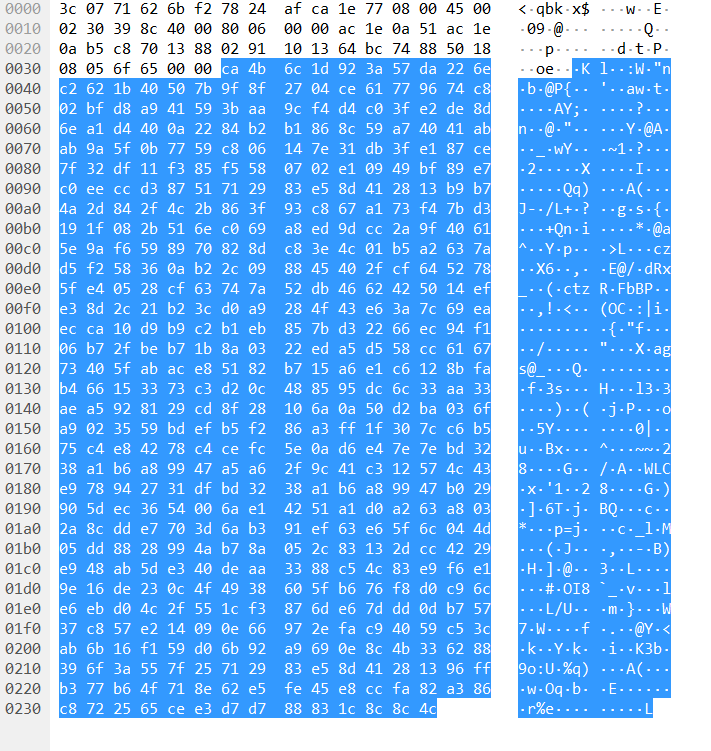 0000 3c 07 71 62 6b f2 78 24 af ca 1e 77 08 00 45 00 <·qbk·x$ ···w··E·
0010 02 30 39 8c 40 00 80 06 00 00 ac 1e 0a 51 ac 1e ·09·@··· ·····Q··
0020 0a b5 c8 70 13 88 02 91 10 13 64 bc 74 88 50 18 ···p···· ··d·t·P·
0030 08 05 6f 65 00 00 ca 4b 6c 1d 92 3a 57 da 22 6e ··oe···K l··:W·"n
0040 c2 62 1b 40 50 7b 9f 8f 27 04 ce 61 77 96 74 c8 ·b·@P{·· '··aw·t·
0050 02 bf d8 a9 41 59 3b aa 9c f4 d4 c0 3f e2 de 8d ····AY;· ····?···
0060 6e a1 d4 40 0a 22 84 b2 b1 86 8c 59 a7 40 41 ab n··@·"·· ···Y·@A·
0070 ab 9a 5f 0b 77 59 c8 06 14 7e 31 db 3f e1 87 ce ··_·wY·· ·~1·?···
0080 7f 32 df 11 f3 85 f5 58 07 02 e1 09 49 bf 89 e7 ·2·····X ····I···
0090 c0 ee cc d3 87 51 71 29 83 e5 8d 41 28 13 b9 b7 ·····Qq) ···A(···
00a0 4a 2d 84 2f 4c 2b 86 3f 93 c8 67 a1 73 f4 7b d3 J-·/L+·? ··g·s·{·
00b0 19 1f 08 2b 51 6e c0 69 a8 ed 9d cc 2a 9f 40 61 ···+Qn·i ····*·@a
00c0 5e 9a f6 59 89 70 82 8d c8 3e 4c 01 b5 a2 63 7a ^··Y·p·· ·>L···cz
00d0 d5 f2 58 36 0a b2 2c 09 88 45 40 2f cf 64 52 78 ··X6··,· ·E@/·dRx
00e0 5f e4 05 28 cf 63 74 7a 52 db 46 62 42 50 14 ef _··(·ctz R·FbBP··
00f0 e3 8d 2c 21 b2 3c d0 a9 28 4f 43 e6 3a 7c 69 ea ··,!·<·· (OC·:|i·
0100 ec ca 10 d9 b9 c2 b1 eb 85 7b d3 22 66 ec 94 f1 ········ ·{·"f···
0110 06 b7 2f be b7 1b 8a 03 22 ed a5 d5 58 cc 61 67 ··/····· "···X·ag
0120 73 40 5f ab ac e8 51 82 b7 15 a6 e1 c6 12 8b fa s@_···Q· ········
0130 b4 66 15 33 73 c3 d2 0c 48 85 95 dc 6c 33 aa 33 ·f·3s··· H···l3·3
0140 ae a5 92 81 29 cd 8f 28 10 6a 0a 50 d2 ba 03 6f ····)··( ·j·P···o
0150 a9 02 35 59 bd ef b5 f2 86 a3 ff 1f 30 7c c6 b5 ··5Y···· ····0|··
0160 75 c4 e8 42 78 c4 ce fc 5e 0a d6 e4 7e 7e bd 32 u··Bx··· ^···~~·2
0170 38 a1 b6 a8 99 47 a5 a6 2f 9c 41 c3 12 57 4c 43 8····G·· /·A··WLC
0180 e9 78 94 27 31 df bd 32 38 a1 b6 a8 99 47 b0 29 ·x·'1··2 8····G·)
0190 90 5d ec 36 54 00 6a e1 42 51 a1 d0 a2 63 a8 03 ·]·6T·j· BQ···c··
01a0 2a 8c dd e7 70 3d 6a b3 91 ef 63 e6 5f 6c 04 4d *···p=j· ··c·_l·M
01b0 05 dd 88 28 99 4a b7 8a 05 2c 83 13 2d cc 42 29 ···(·J·· ·,··-·B)
01c0 e9 48 ab 5d e3 40 de aa 33 88 c5 4c 83 e9 f6 e1 ·H·]·@·· 3··L····
01d0 9e 16 de 23 0c 4f 49 38 60 5f b6 76 f8 d0 c9 6c ···#·OI8 `_·v···l
01e0 e6 eb d0 4c 2f 55 1c f3 87 6d e6 7d dd 0d b7 57 ···L/U·· ·m·}···W
01f0 37 c8 57 e2 14 09 0e 66 97 2e fa c9 40 59 c5 3c 7·W····f ·.··@Y·<
0200 ab 6b 16 f1 59 d0 6b 92 a9 69 0e 8c 4b 33 62 88 ·k··Y·k· ·i··K3b·
0210 39 6f 3a 55 7f 25 71 29 83 e5 8d 41 28 13 96 ff 9o:U·%q) ···A(···
0220 b3 77 b6 4f 71 8e 62 e5 fe 45 e8 cc fa 82 a3 86 ·w·Oq·b· ·E······
0230 c8 72 25 65 ce e3 d7 d7 88 83 1c 8c 8c 4c ·r%e···· ·····L